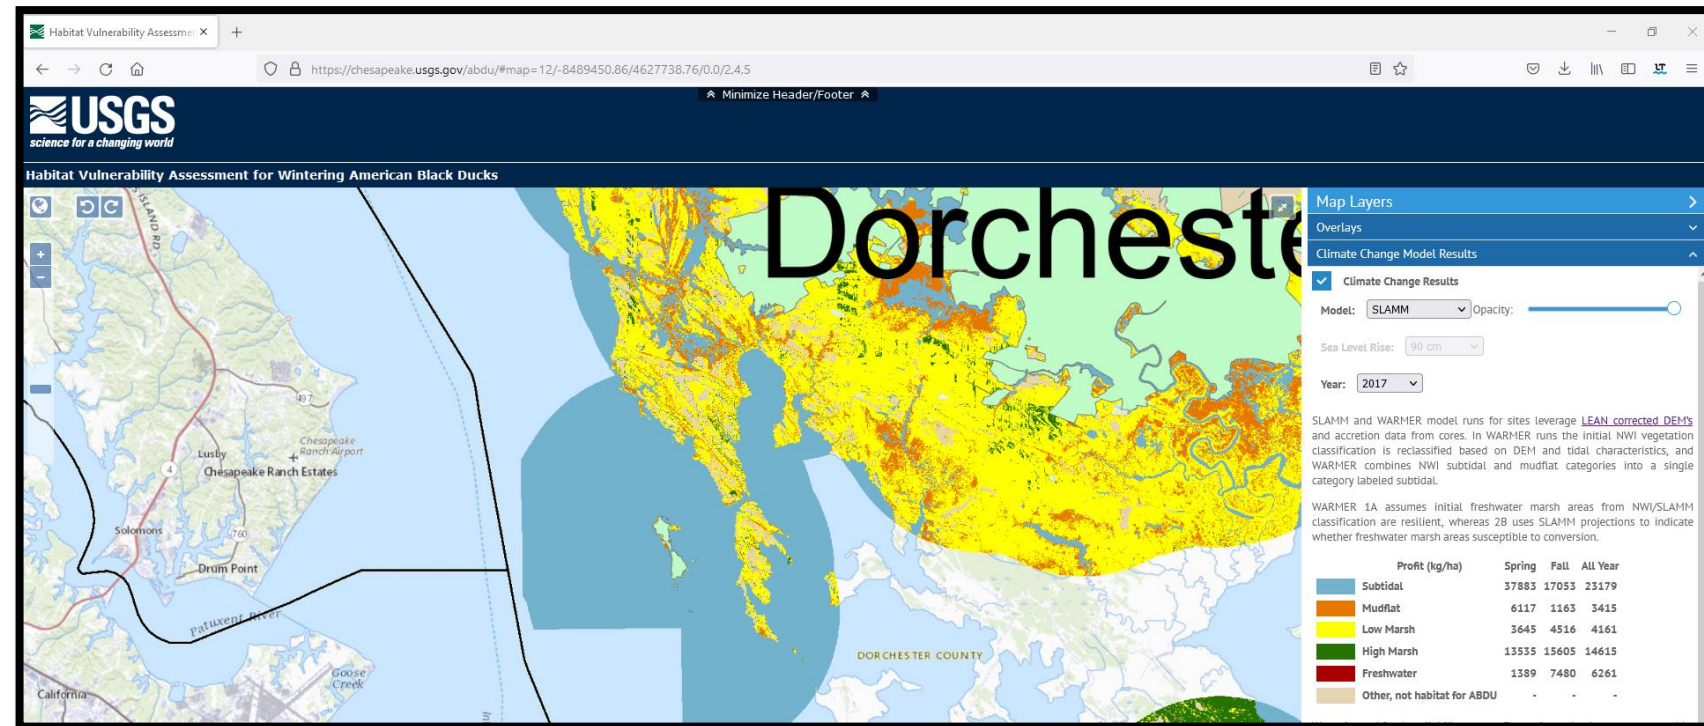 Habitat Vulnerability Assessmer
https://chesapeake.usgs.gov/abdu/#map=12/-8489450.86/4627738.76/0.0/2,4,5
Minimize Header/Footer
USGS
science for a changing world
Habitat Vulnerability Assessment for Wintering American Black Ducks
ISLAND RD
Dorcheste
497
Chesapeake
Ranch Airport
Lusby
4
Chesapeake Ranch Estates
Solomons
760
Drum Point
Patuxent River
Goose
Creek
California
DORCHESTER COUNTY
Map Layers
Overlays
Climate Change Model Results
Climate Change Results
Model: SLAMM Opacity:
Sea Level Rise: 90 cm
Year: 2017
SLAMM and WARMER model runs for sites leverage LEAN corrected DEM's
and accretion data from cores. In WARMER runs the initial NWI vegetation
classification is reclassified based on DEM and tidal characteristics, and
WARMER combines NWI subtidal and mudflat categories into a single
category labeled subtidal.
WARMER 1A assumes initial freshwater marsh areas from NWI/SLAMM
classification are resilient, whereas 2B uses SLAMM projections to indicate
whether freshwater marsh areas susceptible to conversion.
Profit (kg/ha) Spring Fall All Year
Subtidal 37883 17053 23179
Mudflat 6117 1163 3415
Low Marsh 3645 4516 4161
High Marsh 13535 15605 14615
Freshwater 1389 7480 6261
Other, not habitat for ABDU - - -